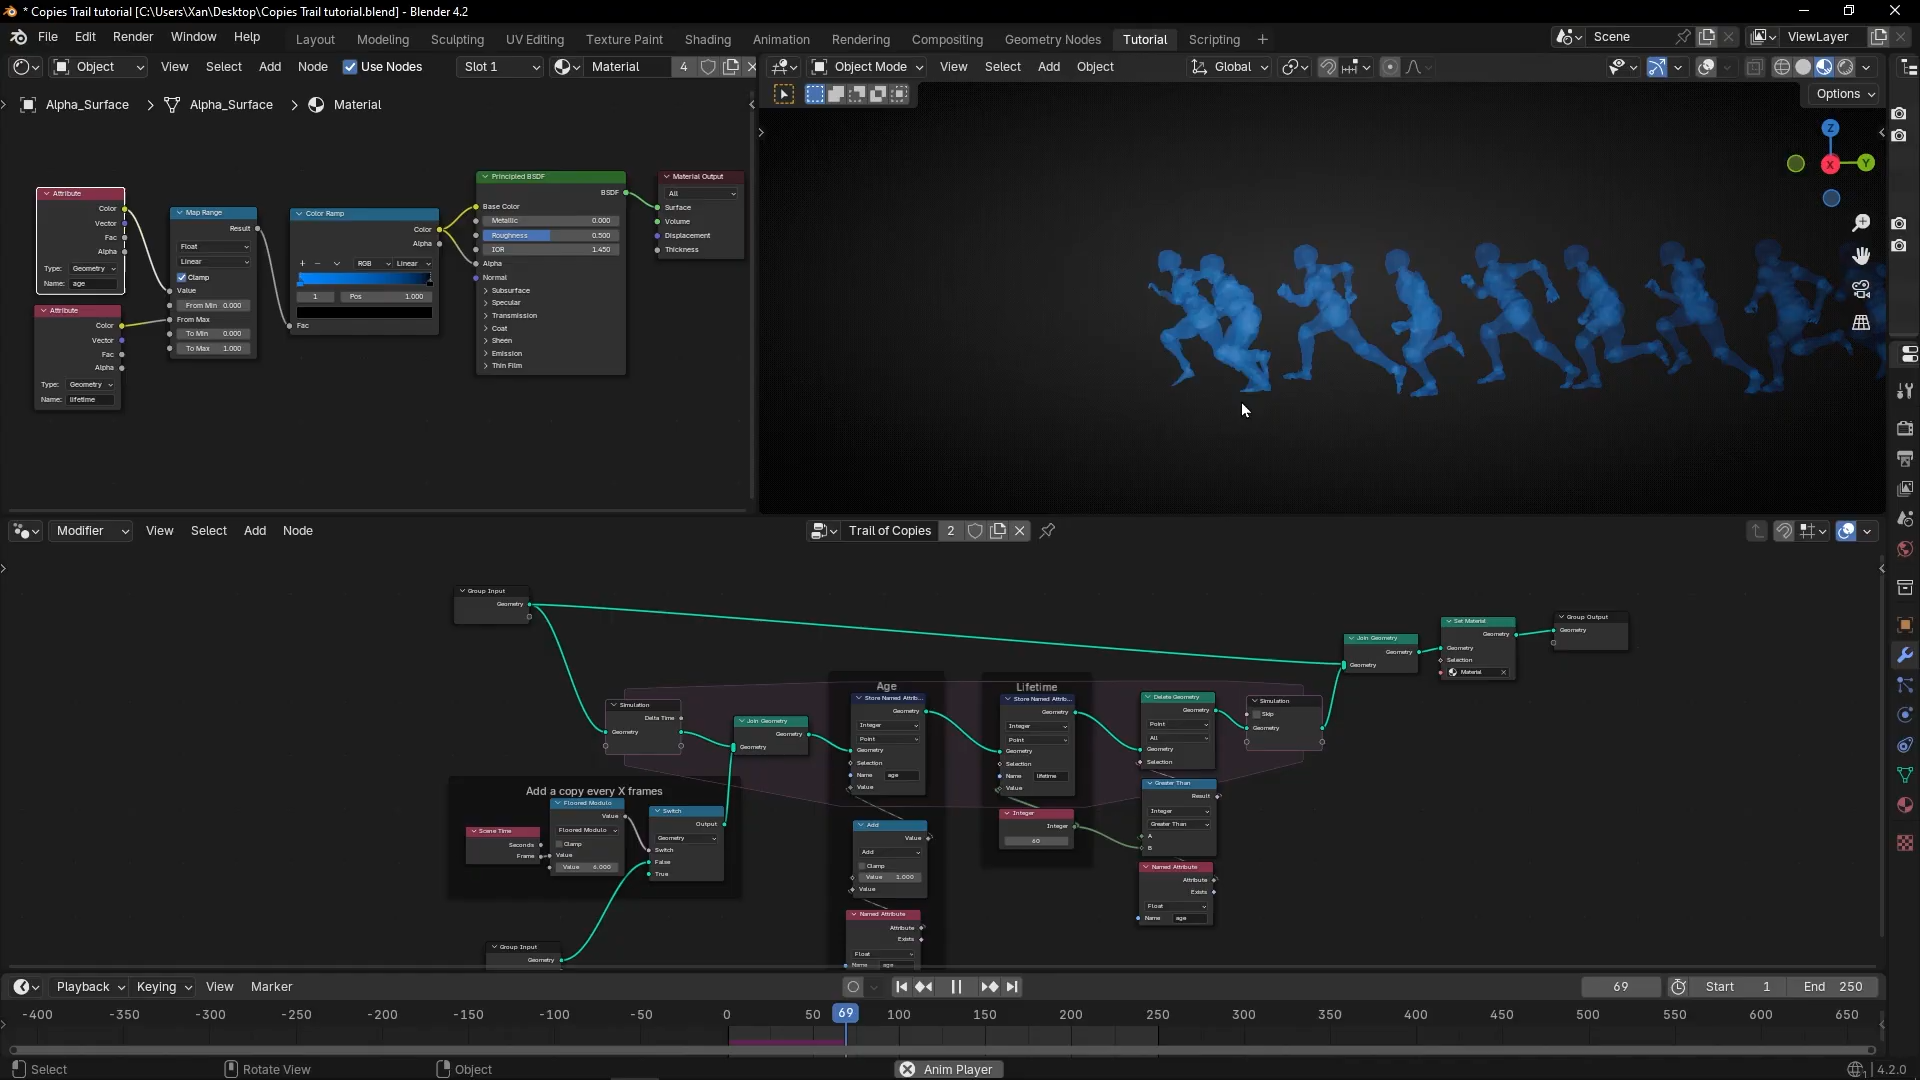 * Copies Trail tutorial [C:\Users\Xan\Desktop\Copies Trail tutorial.blend] - Blender 4.2
File Edit Render Window Help Layout Modeling Sculpting UV Editing Texture Paint Shading Animation Rendering Compositing Geometry Nodes Tutorial Scripting + Scene ViewLayer
Object View Select Add Object Node Use Nodes Slot 1 Material 4
Object Mode View Select Add Object Global
Options
Alpha_Surface > Alpha_Surface > Material
Z
X
Y
Attribute
Color
Vector
Fac
Alpha
Type: Geometry
Name: age
Attribute
Color
Vector
Fac
Alpha
Type: Geometry
Name: lifetime
Map Range
Result
Float
Linear
Clamp
Value
From Min 0.000
From Max
To Min 0.000
To Max 1.000
Color Ramp
Color
Alpha
+ − RGB Linear
1 Pos 1.000
Fac
Principled BSDF
BSDF
Base Color
Metallic 0.000
Roughness 0.500
IOR 1.450
Alpha
Normal
Subsurface
Specular
Transmission
Coat
Sheen
Emission
Thin Film
Material Output
All
Surface
Volume
Displacement
Thickness
Modifier View Select Add Node Trail of Copies 2
Group Input
Geometry
Simulation
Delta Time
Geometry
Join Geometry
Geometry
Geometry
Add a copy every X frames
Scene Time
Seconds
Frame
Floored Modulo
Value
Floored Modulo
Clamp
Value
Value 6.000
Switch
Output
Geometry
Switch
False
True
Group Input
Geometry
Age
Store Named Attrib...
Geometry
Integer
Point
Geometry
Selection
Name age
Value
Add
Value
Add
Clamp
Value 1.000
Value
Named Attribute
Attribute
Exists
Float
Name age
Lifetime
Store Named Attrib...
Geometry
Integer
Point
Geometry
Selection
Name lifetime
Value
Integer
Integer
60
Delete Geometry
Geometry
Point
All
Geometry
Selection
Greater Than
Result
Integer
Greater Than
A
B
Named Attribute
Attribute
Exists
Float
Name age
Simulation
Skip
Geometry
Join Geometry
Geometry
Geometry
Set Material
Geometry
Geometry
Selection
Material
Group Output
Geometry
Playback Keying View Marker 69 Start 1 End 250
-400 -350 -300 -250 -200 -150 -100 -50 0 50 69 100 150 200 250 300 350 400 450 500 550 600 650
Select Rotate View Object Anim Player 4.2.0